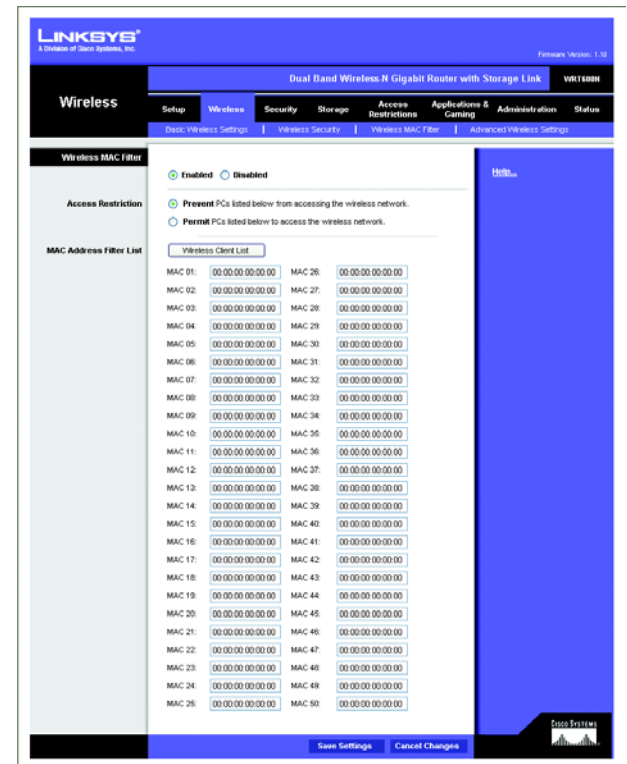 LINKSYS®
A Division of Cisco Systems, Inc.
Firmware Version: 1.10
Dual Band Wireless-N Gigabit Router with Storage Link WRT600N
Wireless
Setup Wireless Security Storage Access Restrictions Applications & Gaming Administration Status
Basic Wireless Settings | Wireless Security | Wireless MAC Filter | Advanced Wireless Settings
Wireless MAC Filter
Enabled Disabled
Help...
Access Restriction
Prevent PCs listed below from accessing the wireless network.
Permit PCs listed below to access the wireless network.
MAC Address Filter List
Wireless Client List
MAC 01: 00:00:00:00:00:00 MAC 26: 00:00:00:00:00:00
MAC 02: 00:00:00:00:00:00 MAC 27: 00:00:00:00:00:00
MAC 03: 00:00:00:00:00:00 MAC 28: 00:00:00:00:00:00
MAC 04: 00:00:00:00:00:00 MAC 29: 00:00:00:00:00:00
MAC 05: 00:00:00:00:00:00 MAC 30: 00:00:00:00:00:00
MAC 06: 00:00:00:00:00:00 MAC 31: 00:00:00:00:00:00
MAC 07: 00:00:00:00:00:00 MAC 32: 00:00:00:00:00:00
MAC 08: 00:00:00:00:00:00 MAC 33: 00:00:00:00:00:00
MAC 09: 00:00:00:00:00:00 MAC 34: 00:00:00:00:00:00
MAC 10: 00:00:00:00:00:00 MAC 35: 00:00:00:00:00:00
MAC 11: 00:00:00:00:00:00 MAC 36: 00:00:00:00:00:00
MAC 12: 00:00:00:00:00:00 MAC 37: 00:00:00:00:00:00
MAC 13: 00:00:00:00:00:00 MAC 38: 00:00:00:00:00:00
MAC 14: 00:00:00:00:00:00 MAC 39: 00:00:00:00:00:00
MAC 15: 00:00:00:00:00:00 MAC 40: 00:00:00:00:00:00
MAC 16: 00:00:00:00:00:00 MAC 41: 00:00:00:00:00:00
MAC 17: 00:00:00:00:00:00 MAC 42: 00:00:00:00:00:00
MAC 18: 00:00:00:00:00:00 MAC 43: 00:00:00:00:00:00
MAC 19: 00:00:00:00:00:00 MAC 44: 00:00:00:00:00:00
MAC 20: 00:00:00:00:00:00 MAC 45: 00:00:00:00:00:00
MAC 21: 00:00:00:00:00:00 MAC 46: 00:00:00:00:00:00
MAC 22: 00:00:00:00:00:00 MAC 47: 00:00:00:00:00:00
MAC 23: 00:00:00:00:00:00 MAC 48: 00:00:00:00:00:00
MAC 24: 00:00:00:00:00:00 MAC 49: 00:00:00:00:00:00
MAC 25: 00:00:00:00:00:00 MAC 50: 00:00:00:00:00:00
Save Settings Cancel Changes
CISCO SYSTEMS